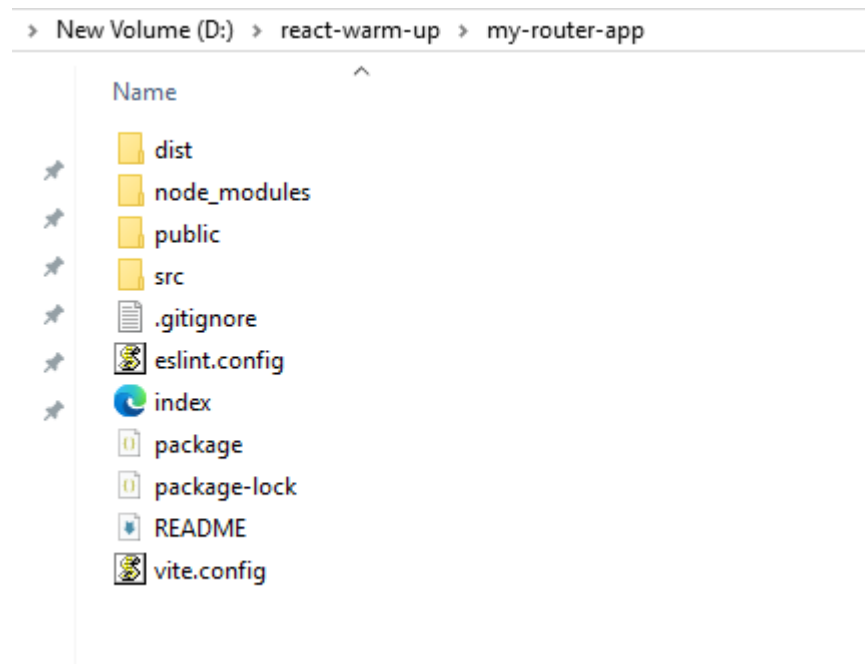 > New Volume (D:) > react-warm-up > my-router-app
Name
dist
node_modules
public
src
.gitignore
eslint.config
index
package
package-lock
README
vite.config